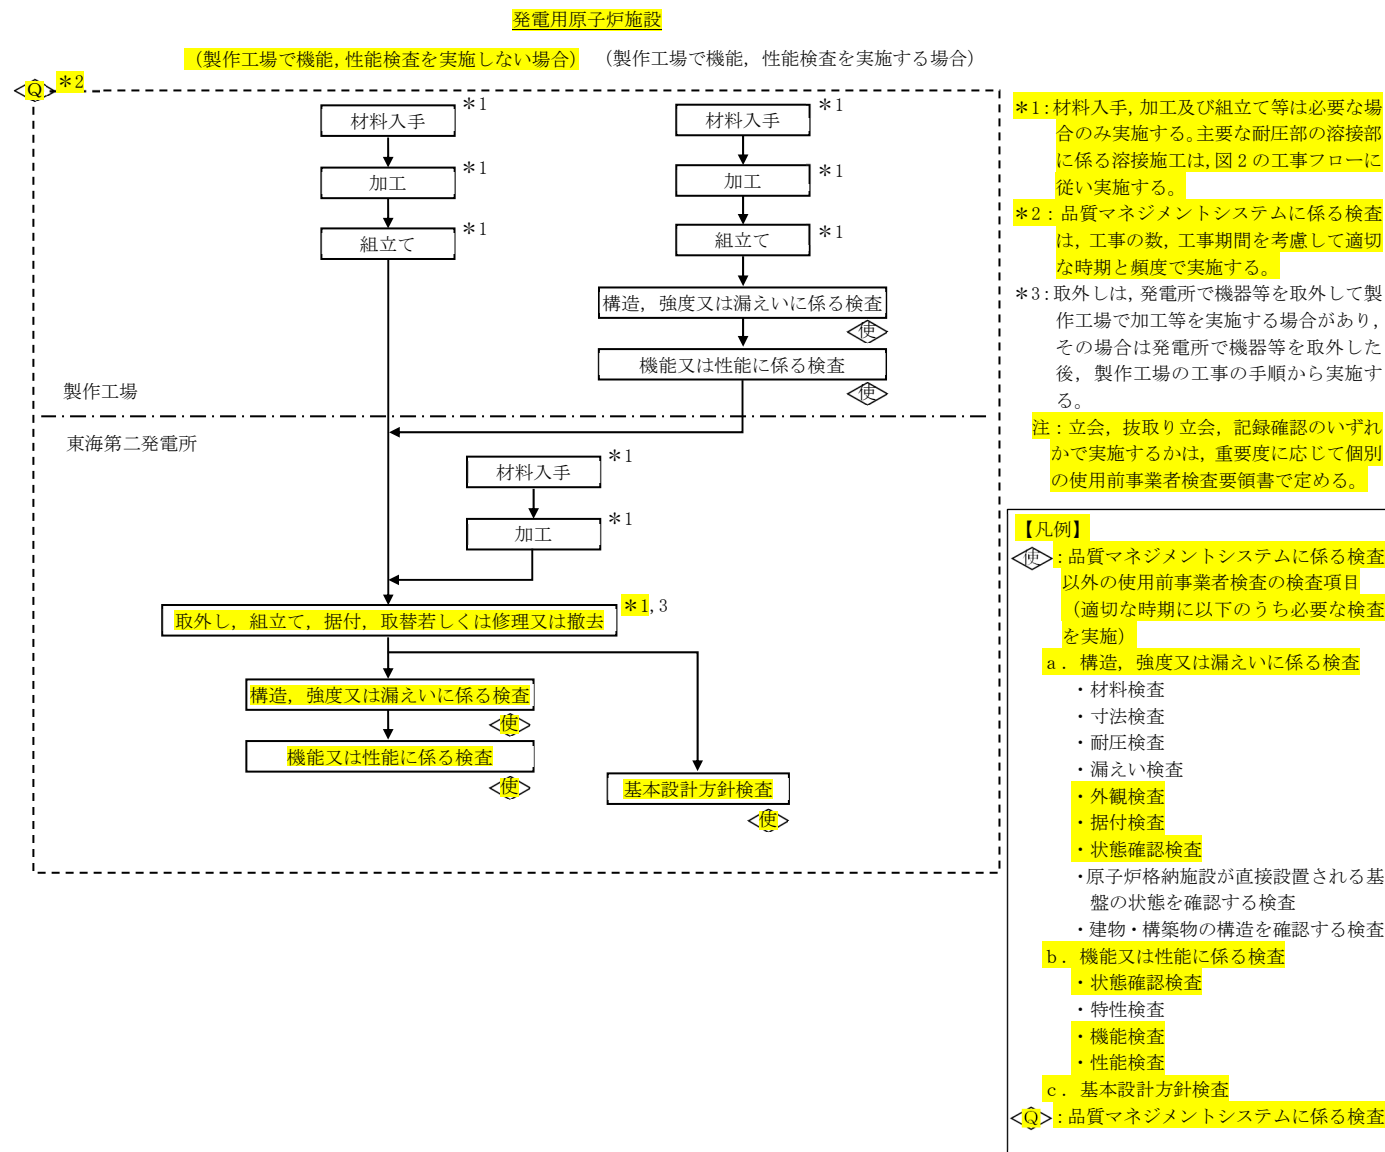 発電用原子炉施設
(製作工場で機能,性能検査を実施しない場合) (製作工場で機能,性能検査を実施する場合)
Q *2
材料入手 *1
加工 *1
組立て *1
材料入手 *1
加工 *1
組立て *1
構造,強度又は漏えいに係る検査
使
機能又は性能に係る検査
使
製作工場
東海第二発電所
材料入手 *1
加工 *1
取外し,組立て,据付,取替若しくは修理又は撤去 *1,3
構造,強度又は漏えいに係る検査
使
機能又は性能に係る検査
使
基本設計方針検査
使
*1:材料入手,加工及び組立て等は必要な場
合のみ実施する。主要な耐圧部の溶接部
に係る溶接施工は,図2の工事フローに
従い実施する。
*2:品質マネジメントシステムに係る検査
は,工事の数,工事期間を考慮して適切
な時期と頻度で実施する。
*3:取外しは,発電所で機器等を取外して製
作工場で加工等を実施する場合があり,
その場合は発電所で機器等を取外した
後,製作工場の工事の手順から実施す
る。
注:立会,抜取り立会,記録確認のいずれ
かで実施するかは,重要度に応じて個別
の使用前事業者検査要領書で定める。
【凡例】
使:品質マネジメントシステムに係る検査
以外の使用前事業者検査の検査項目
(適切な時期に以下のうち必要な検査
を実施)
a.構造,強度又は漏えいに係る検査
・材料検査
・寸法検査
・耐圧検査
・漏えい検査
・外観検査
・据付検査
・状態確認検査
・原子炉格納施設が直接設置される基
盤の状態を確認する検査
・建物・構築物の構造を確認する検査
b.機能又は性能に係る検査
・状態確認検査
・特性検査
・機能検査
・性能検査
c.基本設計方針検査
Q:品質マネジメントシステムに係る検査